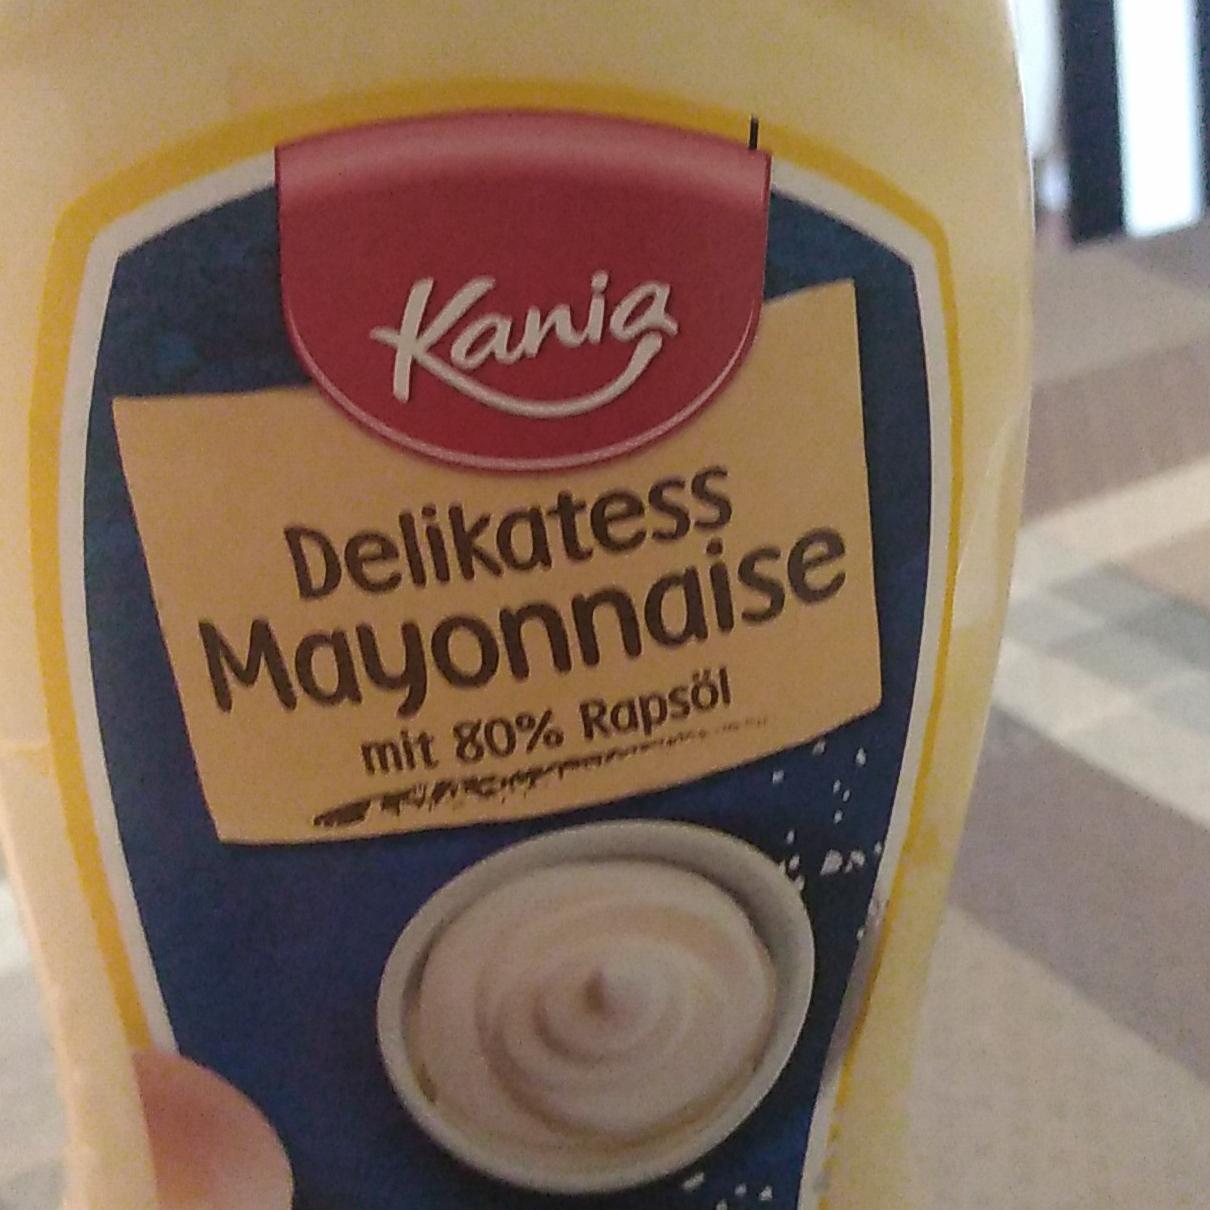 Kania
Delikatess
Mayonnaise
mit 80% Rapsöl